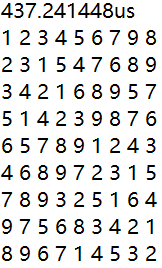 437.241448us
1 2 3 4 5 6 7 9 8
2 3 1 5 4 7 6 8 9
3 4 2 1 6 8 9 5 7
5 1 4 2 3 9 8 7 6
6 5 7 8 9 1 2 4 3
4 6 8 9 7 2 3 1 5
7 8 9 3 2 5 1 6 4
9 7 5 6 8 3 4 2 1
8 9 6 7 1 4 5 3 2